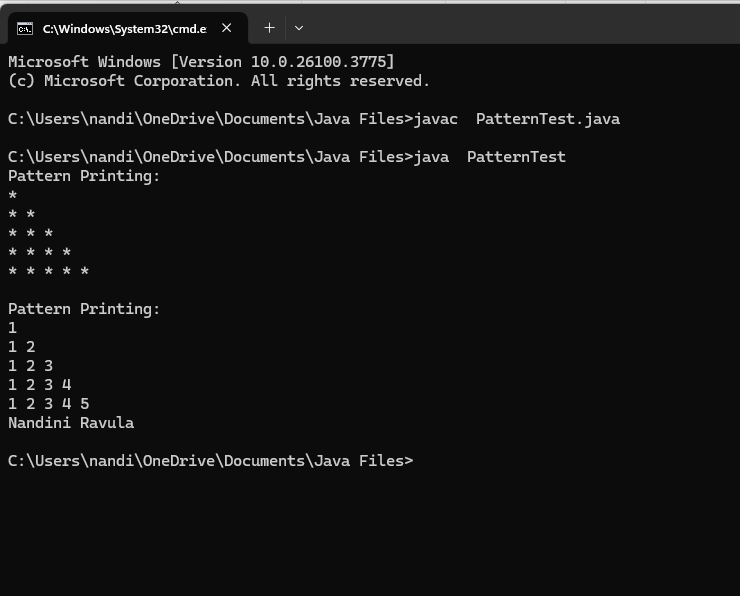 C:\Windows\System32\cmd.e
Microsoft Windows [Version 10.0.26100.3775]
(c) Microsoft Corporation. All rights reserved.
C:\Users\nandi\OneDrive\Documents\Java Files>javac  PatternTest.java
C:\Users\nandi\OneDrive\Documents\Java Files>java  PatternTest
Pattern Printing:
*
* *
* * *
* * * *
* * * * *
Pattern Printing:
1
1 2
1 2 3
1 2 3 4
1 2 3 4 5
Nandini Ravula
C:\Users\nandi\OneDrive\Documents\Java Files>